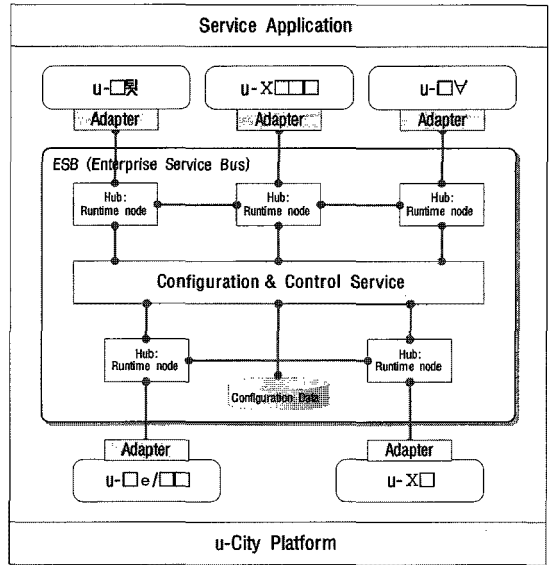 Service Application
u-□뢵 u-X□□□ u-□∀
Adapter Adapter Adapter
ESB (Enterprise Service Bus)
Hub: Hub: Hub:
Runtime node Runtime node Runtime node
Configuration & Control Service
Hub: Hub:
Runtime node Runtime node
Configuration Data
Adapter Adapter
u-□e/□□ u-X□
u-City Platform